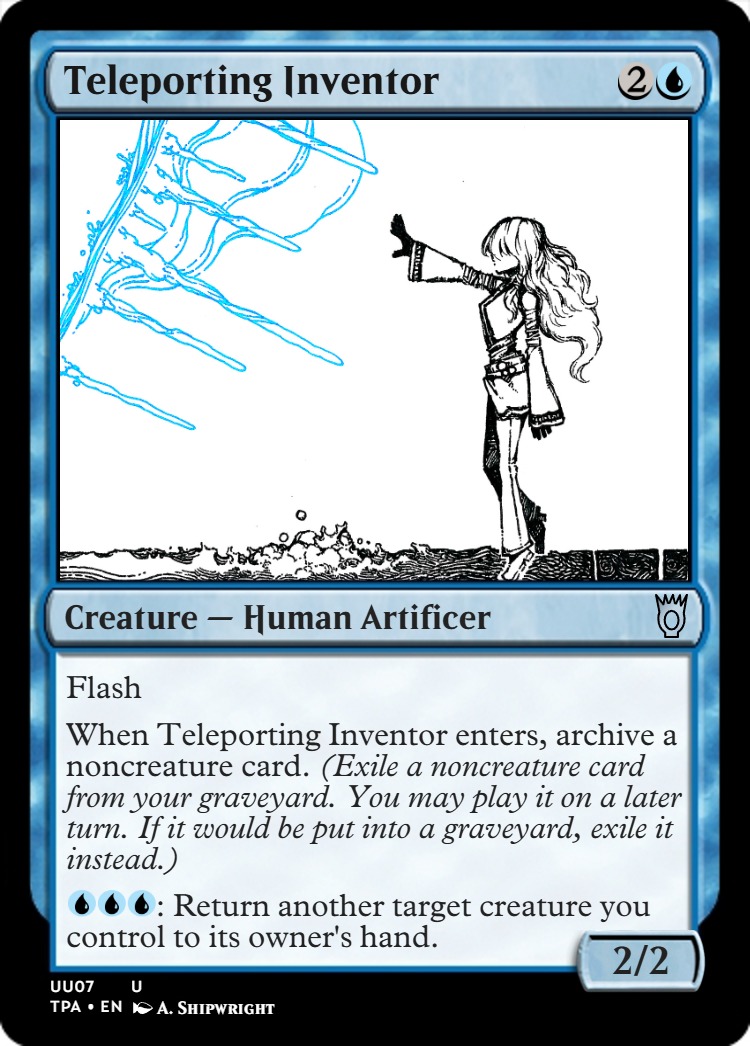 Teleporting Inventor 2
Creature — Human Artificer
Flash
When Teleporting Inventor enters, archive a
noncreature card. (Exile a noncreature card
from your graveyard. You may play it on a later
turn. If it would be put into a graveyard, exile it
instead.)
: Return another target creature you
control to its owner's hand.
2/2
UU07 U
TPA • EN A. Shipwright